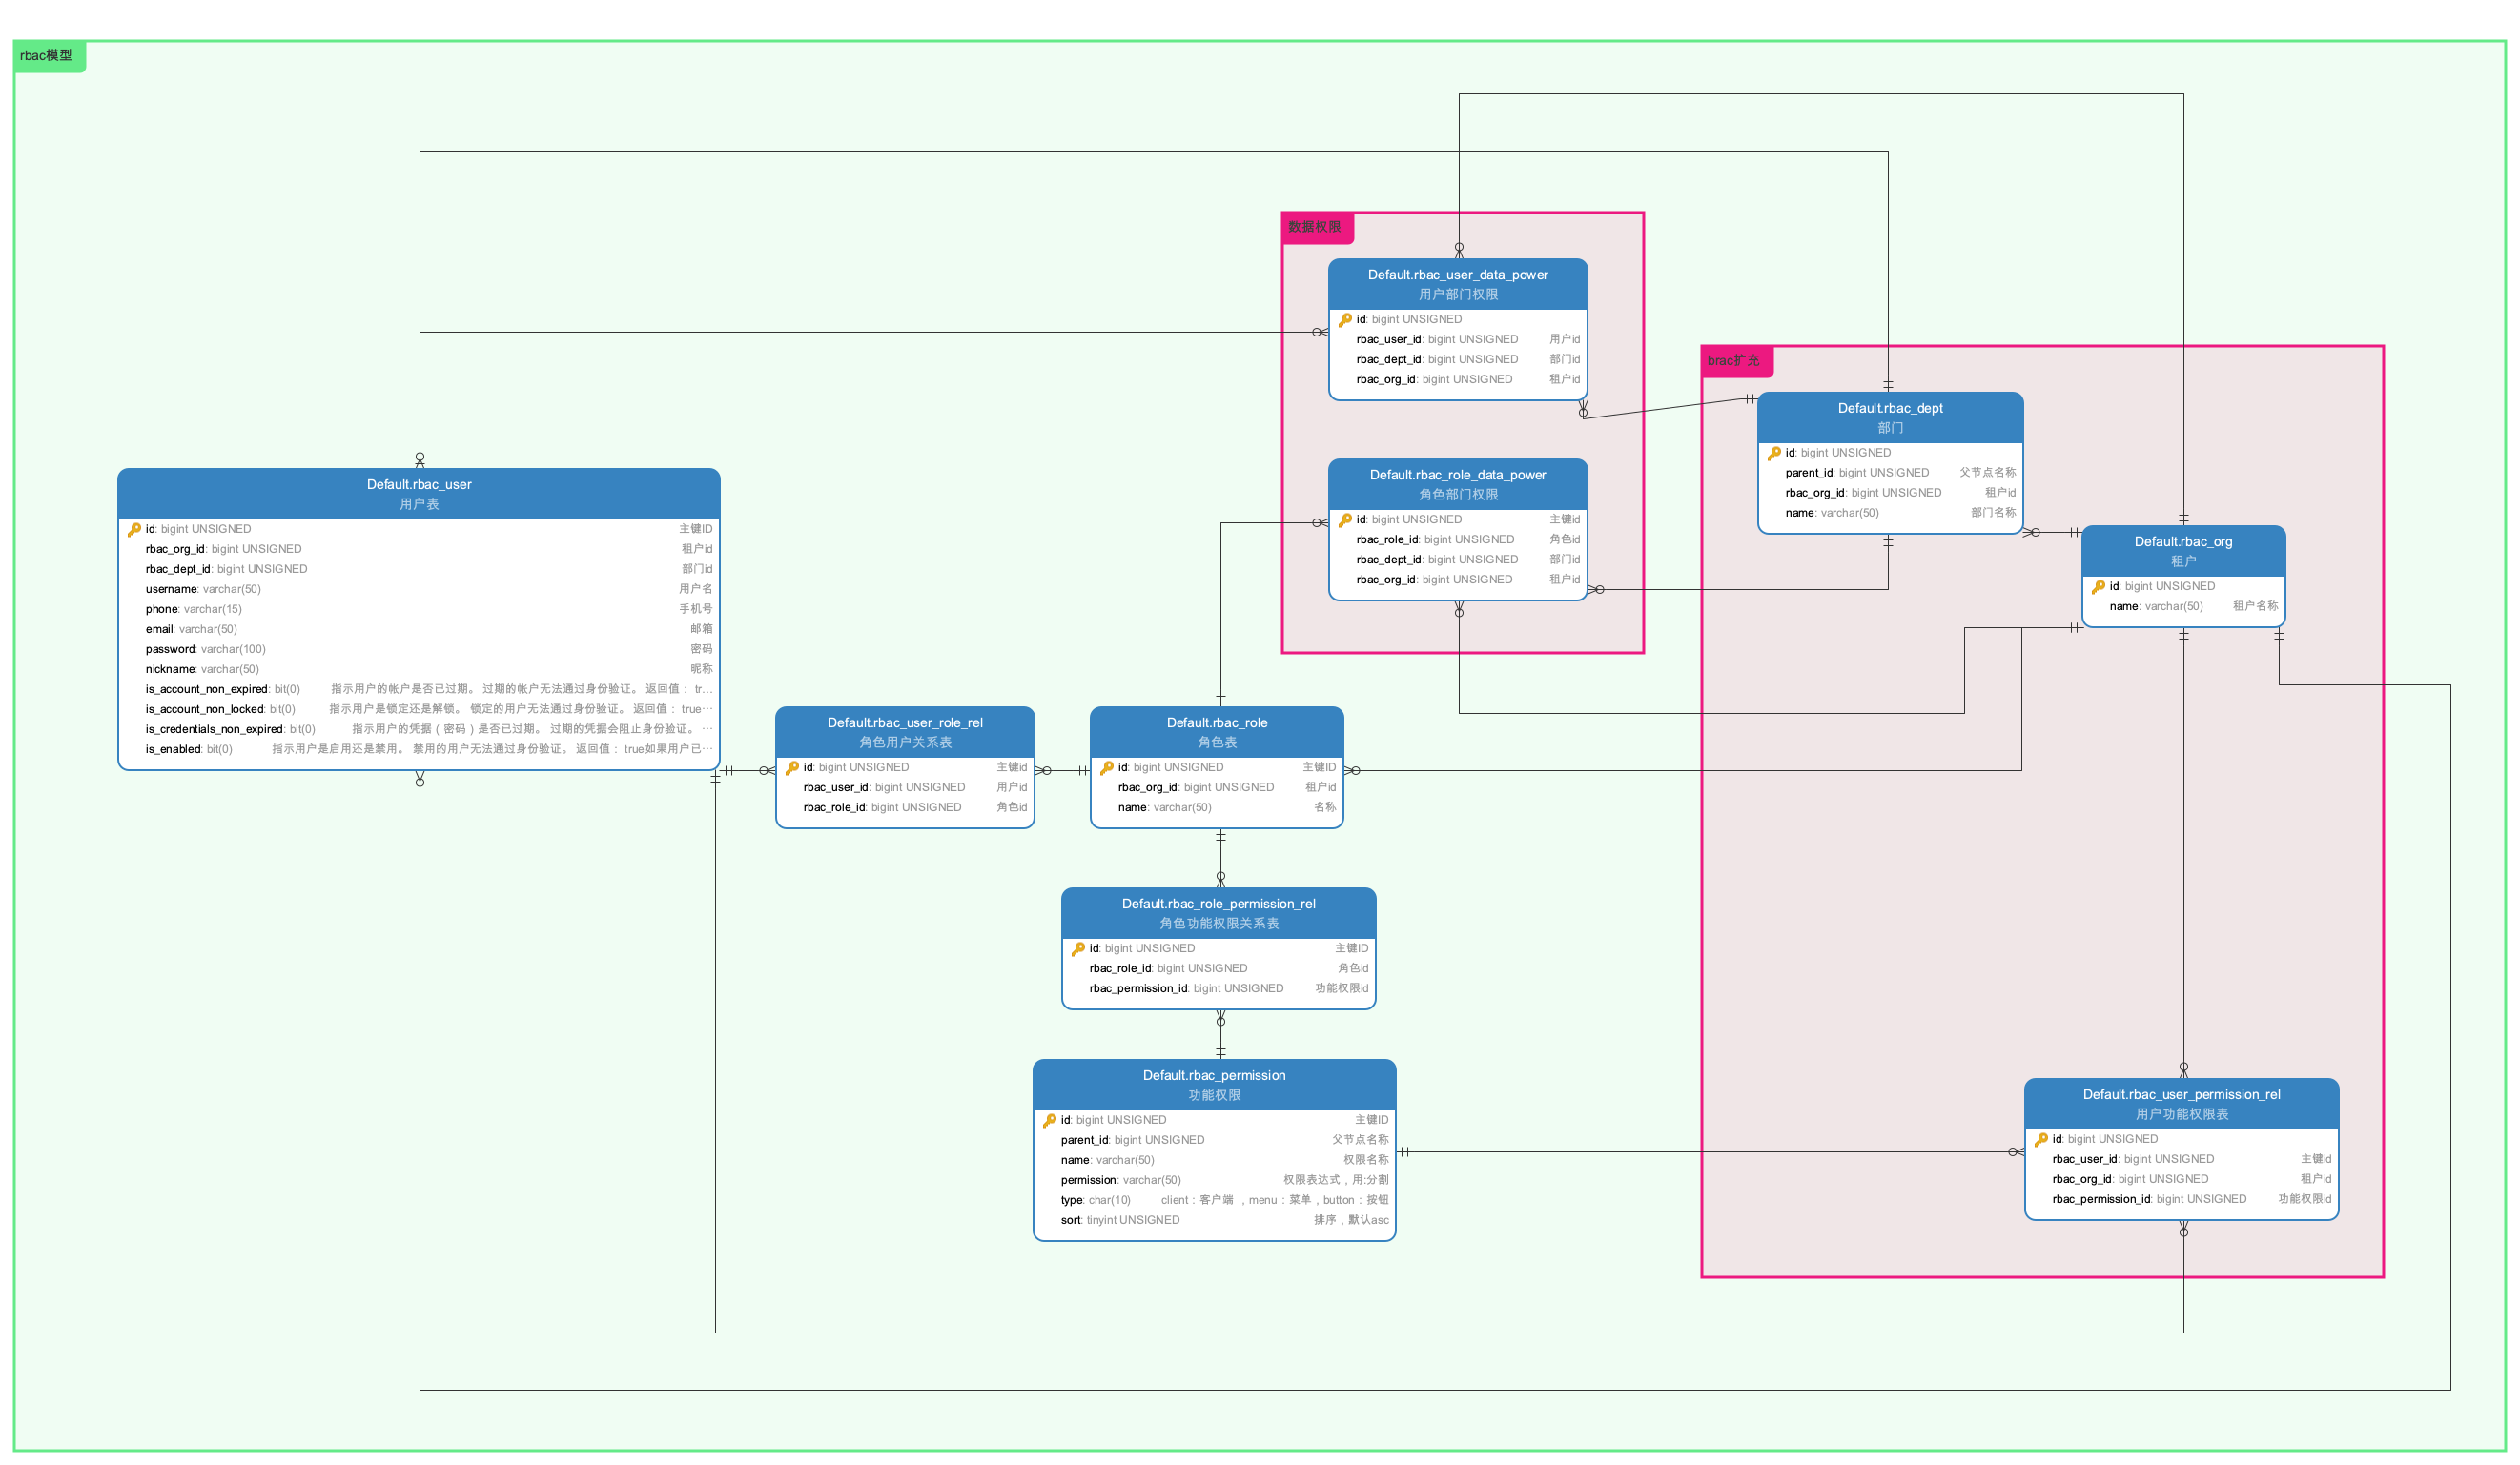 rbac模型
数据权限
Default.rbac_user_data_power
用户部门权限
id: bigint UNSIGNED
rbac_user_id: bigint UNSIGNED 用户id
rbac_dept_id: bigint UNSIGNED 部门id
rbac_org_id: bigint UNSIGNED 租户id
brac扩充
Default.rbac_dept
部门
id: bigint UNSIGNED
parent_id: bigint UNSIGNED 父节点名称
rbac_org_id: bigint UNSIGNED 租户id
name: varchar(50) 部门名称
Default.rbac_user
用户表
id: bigint UNSIGNED 主键ID
rbac_org_id: bigint UNSIGNED 租户id
rbac_dept_id: bigint UNSIGNED 部门id
username: varchar(50) 用户名
phone: varchar(15) 手机号
email: varchar(50) 邮箱
password: varchar(100) 密码
nickname: varchar(50) 昵称
is_account_non_expired: bit(0) 指示用户的帐户是否已过期。 过期的帐户无法通过身份验证。 返回值： tr…
is_account_non_locked: bit(0) 指示用户是锁定还是解锁。 锁定的用户无法通过身份验证。 返回值： true…
is_credentials_non_expired: bit(0) 指示用户的凭据（密码）是否已过期。 过期的凭据会阻止身份验证。 …
is_enabled: bit(0) 指示用户是启用还是禁用。 禁用的用户无法通过身份验证。 返回值： true如果用户已…
Default.rbac_role_data_power
角色部门权限
id: bigint UNSIGNED 主键id
rbac_role_id: bigint UNSIGNED 角色id
rbac_dept_id: bigint UNSIGNED 部门id
rbac_org_id: bigint UNSIGNED 租户id
Default.rbac_org
租户
id: bigint UNSIGNED
name: varchar(50) 租户名称
Default.rbac_user_role_rel
角色用户关系表
id: bigint UNSIGNED 主键id
rbac_user_id: bigint UNSIGNED 用户id
rbac_role_id: bigint UNSIGNED 角色id
Default.rbac_role
角色表
id: bigint UNSIGNED 主键ID
rbac_org_id: bigint UNSIGNED 租户id
name: varchar(50) 名称
Default.rbac_role_permission_rel
角色功能权限关系表
id: bigint UNSIGNED 主键ID
rbac_role_id: bigint UNSIGNED 角色id
rbac_permission_id: bigint UNSIGNED 功能权限id
Default.rbac_permission
功能权限
id: bigint UNSIGNED 主键ID
parent_id: bigint UNSIGNED 父节点名称
name: varchar(50) 权限名称
permission: varchar(50) 权限表达式，用:分割
type: char(10) client：客户端 ，menu：菜单，button：按钮
sort: tinyint UNSIGNED 排序，默认asc
Default.rbac_user_permission_rel
用户功能权限表
id: bigint UNSIGNED
rbac_user_id: bigint UNSIGNED 主键id
rbac_org_id: bigint UNSIGNED 租户id
rbac_permission_id: bigint UNSIGNED 功能权限id